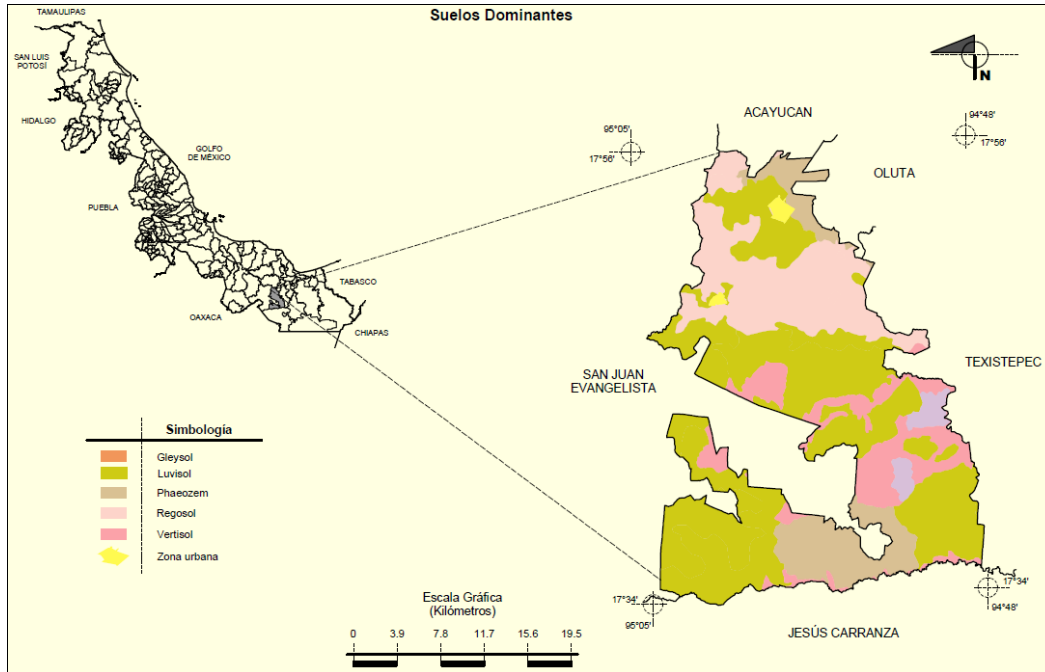 Suelos Dominantes
TAMAULIPAS
SAN LUIS
POTOSÍ
HIDALGO
GOLFO
DE MÉXICO
PUEBLA
TABASCO
OAXACA
CHIAPAS
N
ACAYUCAN
95°05'
17°56'
94°48'
17°56'
OLUTA
SAN JUAN
EVANGELISTA
TEXISTEPEC
Simbología
Gleysol
Luvisol
Phaeozem
Regosol
Vertisol
Zona urbana
Escala Gráfica
(Kilómetros)
0 3.9 7.8 11.7 15.6 19.5
17°34'
95°05'
17°34'
94°48'
JESÚS CARRANZA